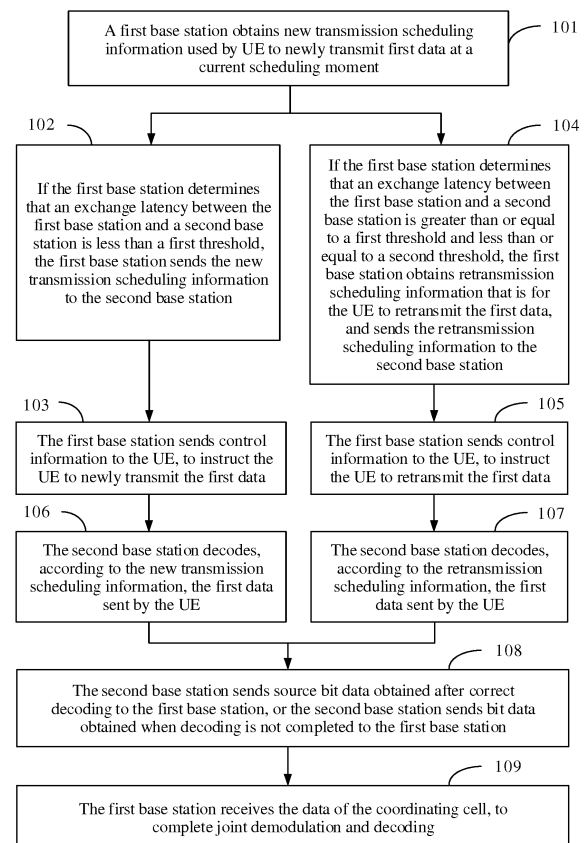 A first base station obtains new transmission scheduling
information used by UE to newly transmit first data at a
current scheduling moment
101
102
If the first base station determines
that an exchange latency between the
first base station and a second base
station is less than a first threshold,
the first base station sends the new
transmission scheduling information
to the second base station
104
If the first base station determines
that an exchange latency between
the first base station and a second
base station is greater than or equal
to a first threshold and less than or
equal to a second threshold, the first
base station obtains retransmission
scheduling information that is for
the UE to retransmit the first data,
and sends the retransmission
scheduling information to the
second base station
103
The first base station sends control
information to the UE, to instruct the
UE to newly transmit the first data
105
The first base station sends control
information to the UE, to instruct
the UE to retransmit the first data
106
The second base station decodes,
according to the new transmission
scheduling information, the first data
sent by the UE
107
The second base station decodes,
according to the retransmission
scheduling information, the first
data sent by the UE
108
The second base station sends source bit data obtained after correct
decoding to the first base station, or the second base station sends bit data
obtained when decoding is not completed to the first base station
109
The first base station receives the data of the coordinating cell, to
complete joint demodulation and decoding